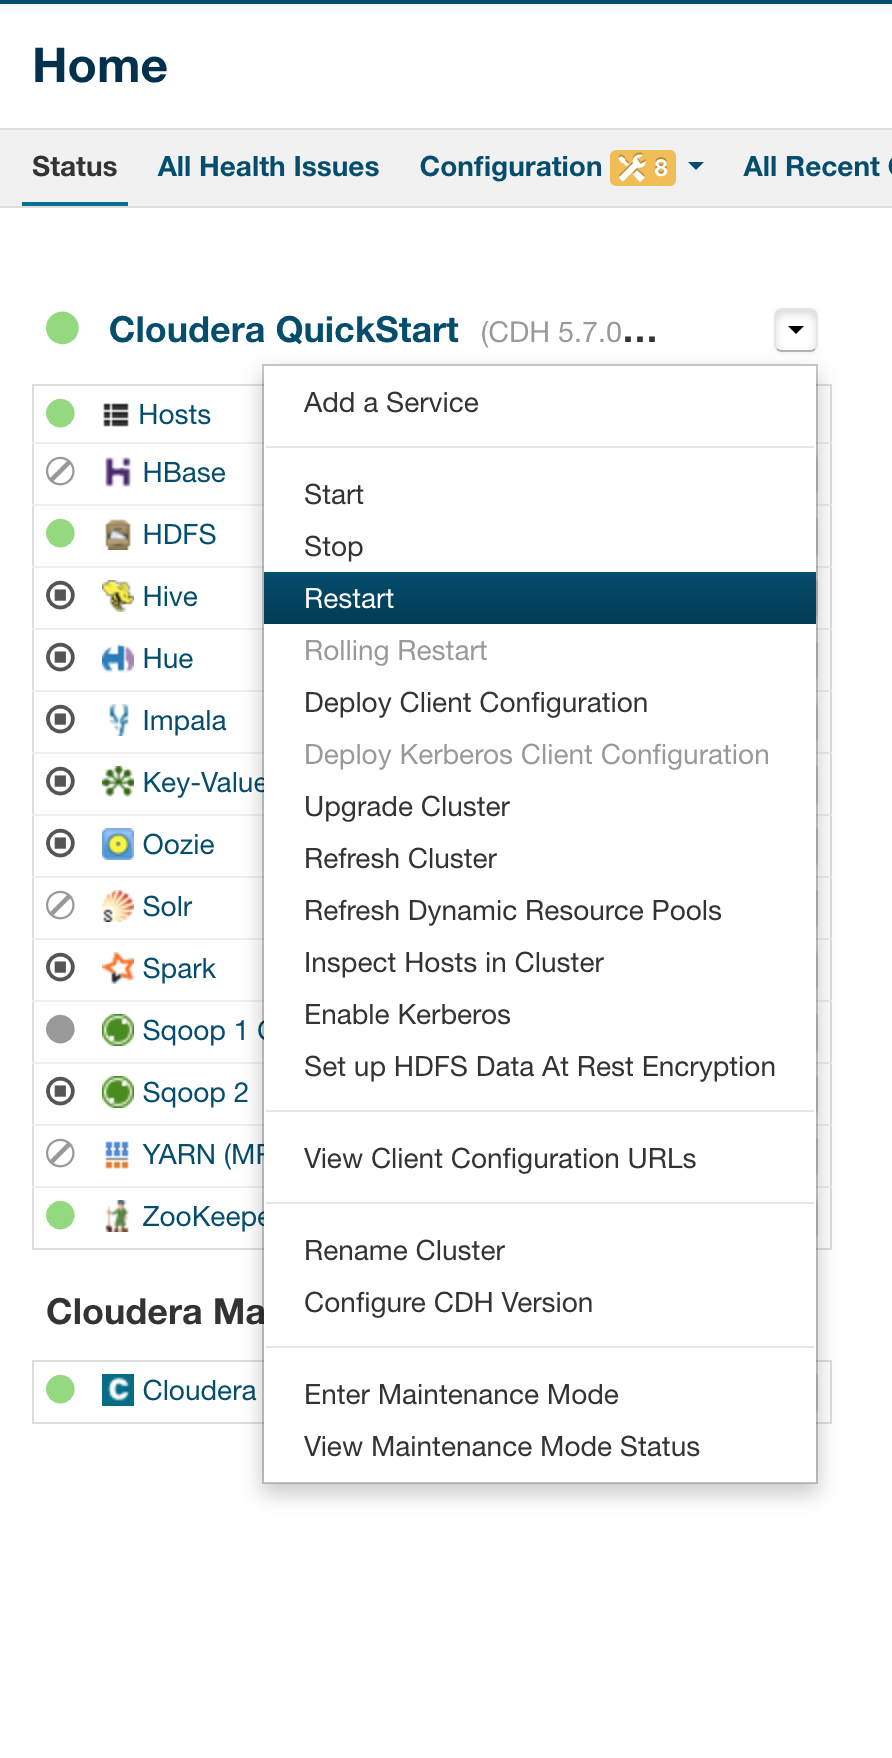 Home
Status All Health Issues Configuration 8 All Recent
Cloudera QuickStart (CDH 5.7.0...
Add a Service
Hosts
HBase
Start
HDFS
Stop
Hive
Restart
Hue
Rolling Restart
Impala
Deploy Client Configuration
Key-Value
Deploy Kerberos Client Configuration
Upgrade Cluster
Oozie
Refresh Cluster
Solr
Refresh Dynamic Resource Pools
Spark
Inspect Hosts in Cluster
Sqoop 1
Enable Kerberos
Sqoop 2
Set up HDFS Data At Rest Encryption
YARN
View Client Configuration URLs
ZooKeepe
Rename Cluster
Cloudera Ma
Configure CDH Version
Cloudera
Enter Maintenance Mode
View Maintenance Mode Status